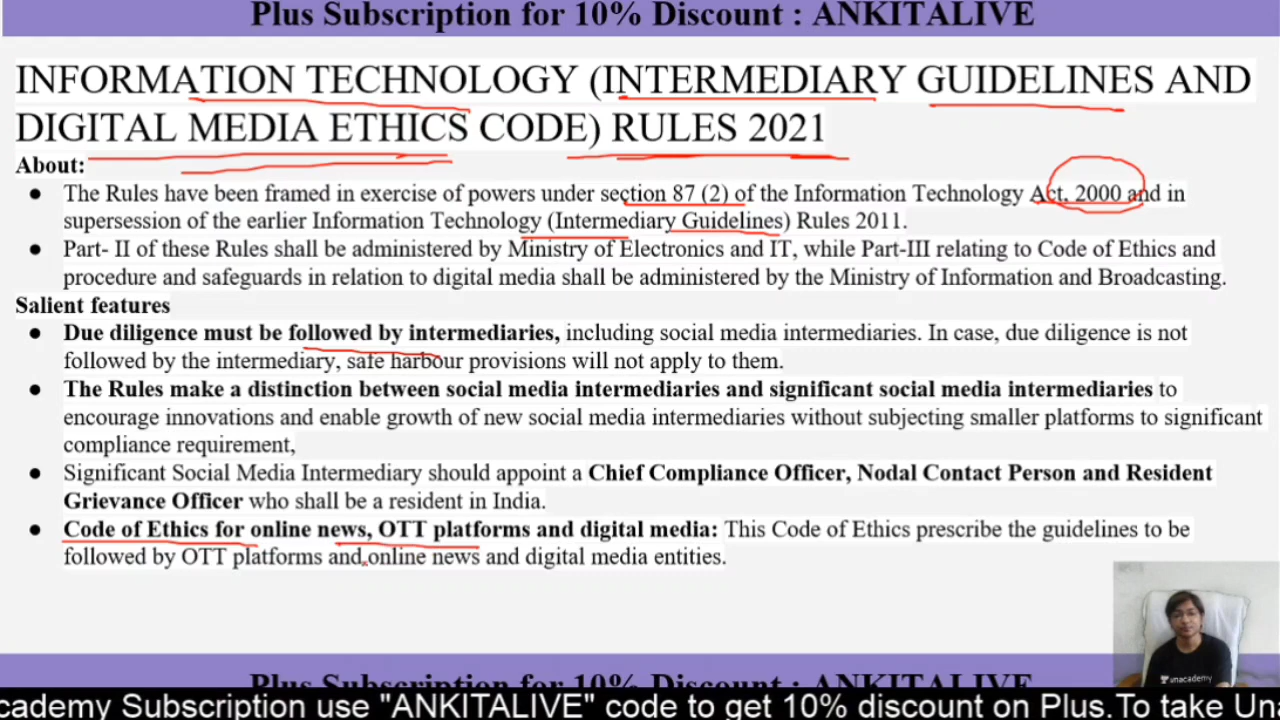 Plus Subscription for 10% Discount : ANKITALIVE
INFORMATION TECHNOLOGY (INTERMEDIARY GUIDELINES AND
DIGITAL MEDIA ETHICS CODE) RULES 2021
About:
● The Rules have been framed in exercise of powers under section 87 (2) of the Information Technology Act, 2000 and in
supersession of the earlier Information Technology (Intermediary Guidelines) Rules 2011.
● Part- II of these Rules shall be administered by Ministry of Electronics and IT, while Part-III relating to Code of Ethics and
procedure and safeguards in relation to digital media shall be administered by the Ministry of Information and Broadcasting.
Salient features
● Due diligence must be followed by intermediaries, including social media intermediaries. In case, due diligence is not
followed by the intermediary, safe harbour provisions will not apply to them.
● The Rules make a distinction between social media intermediaries and significant social media intermediaries to
encourage innovations and enable growth of new social media intermediaries without subjecting smaller platforms to significant
compliance requirement,
● Significant Social Media Intermediary should appoint a Chief Compliance Officer, Nodal Contact Person and Resident
Grievance Officer who shall be a resident in India.
● Code of Ethics for online news, OTT platforms and digital media: This Code of Ethics prescribe the guidelines to be
followed by OTT platforms and online news and digital media entities.
unacademy
Plus Subscription for 10% Discount : ANKITALIVE
cademy Subscription use "ANKITALIVE" code to get 10% discount on Plus.To take Una